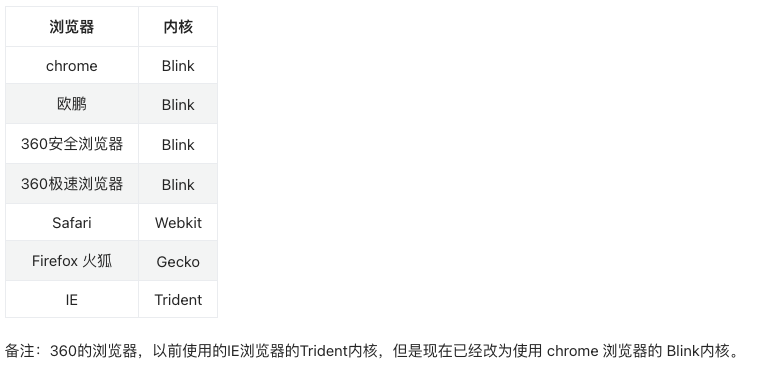 浏览器 内核
chrome Blink
欧鹏 Blink
360安全浏览器 Blink
360极速浏览器 Blink
Safari Webkit
Firefox 火狐 Gecko
IE Trident
备注：360的浏览器，以前使用的IE浏览器的Trident内核，但是现在已经改为使用 chrome 浏览器的 Blink内核。